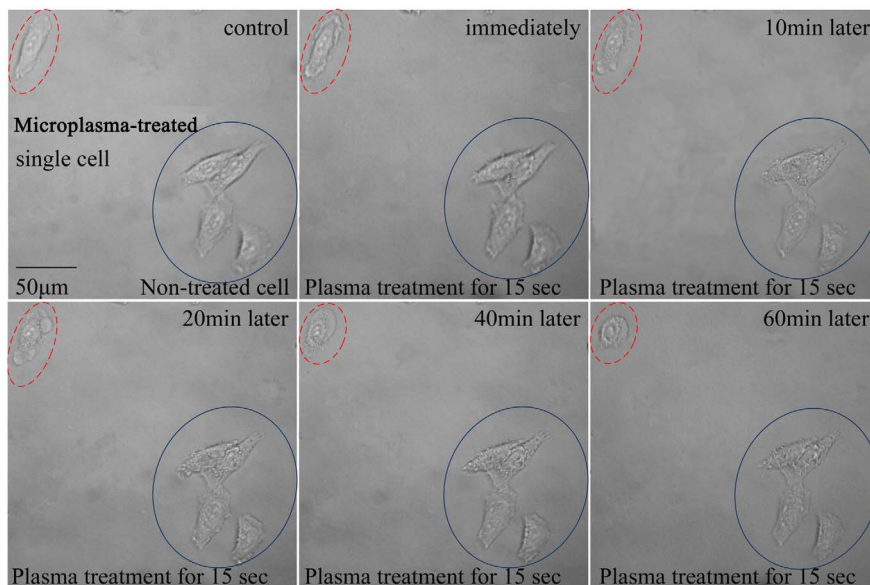 control
Microplasma-treated
single cell
50μm
Non-treated cell
immediately
Plasma treatment for 15 sec
10min later
Plasma treatment for 15 sec
20min later
Plasma treatment for 15 sec
40min later
Plasma treatment for 15 sec
60min later
Plasma treatment for 15 sec